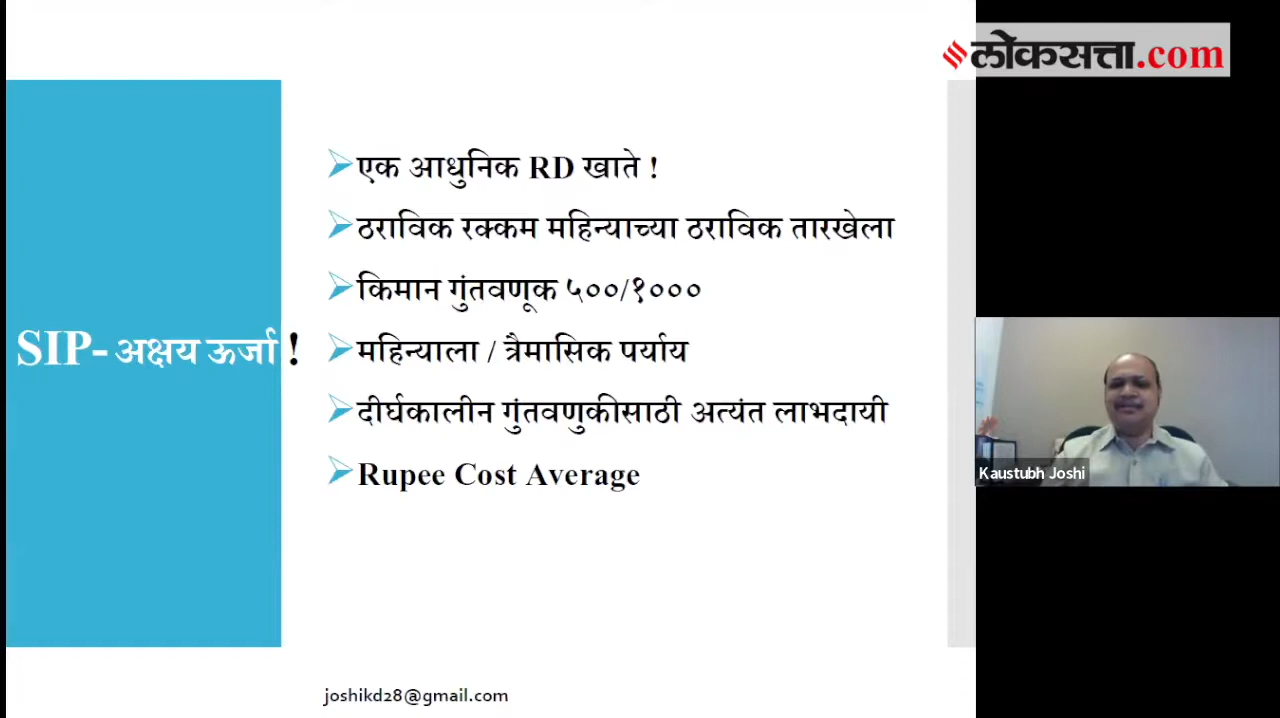 लोकसत्ता.com
SIP- अक्षय ऊर्जा !
एक आधुनिक RD खाते !
ठराविक रक्कम महिन्याच्या ठराविक तारखेला
किमान गुंतवणूक ५००/१०००
महिन्याला / त्रैमासिक पर्याय
दीर्घकालीन गुंतवणुकीसाठी अत्यंत लाभदायी
Rupee Cost Average
Kaustubh Joshi
joshikd28@gmail.com